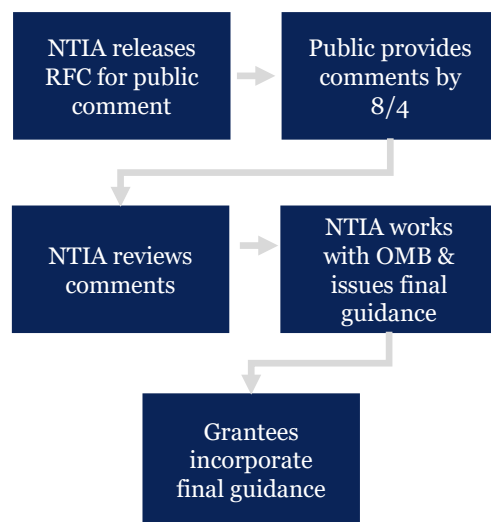 NTIA releases
RFC for public
comment
Public provides
comments by
8/4
NTIA reviews
comments
NTIA works
with OMB &
issues final
guidance
Grantees
incorporate
final guidance